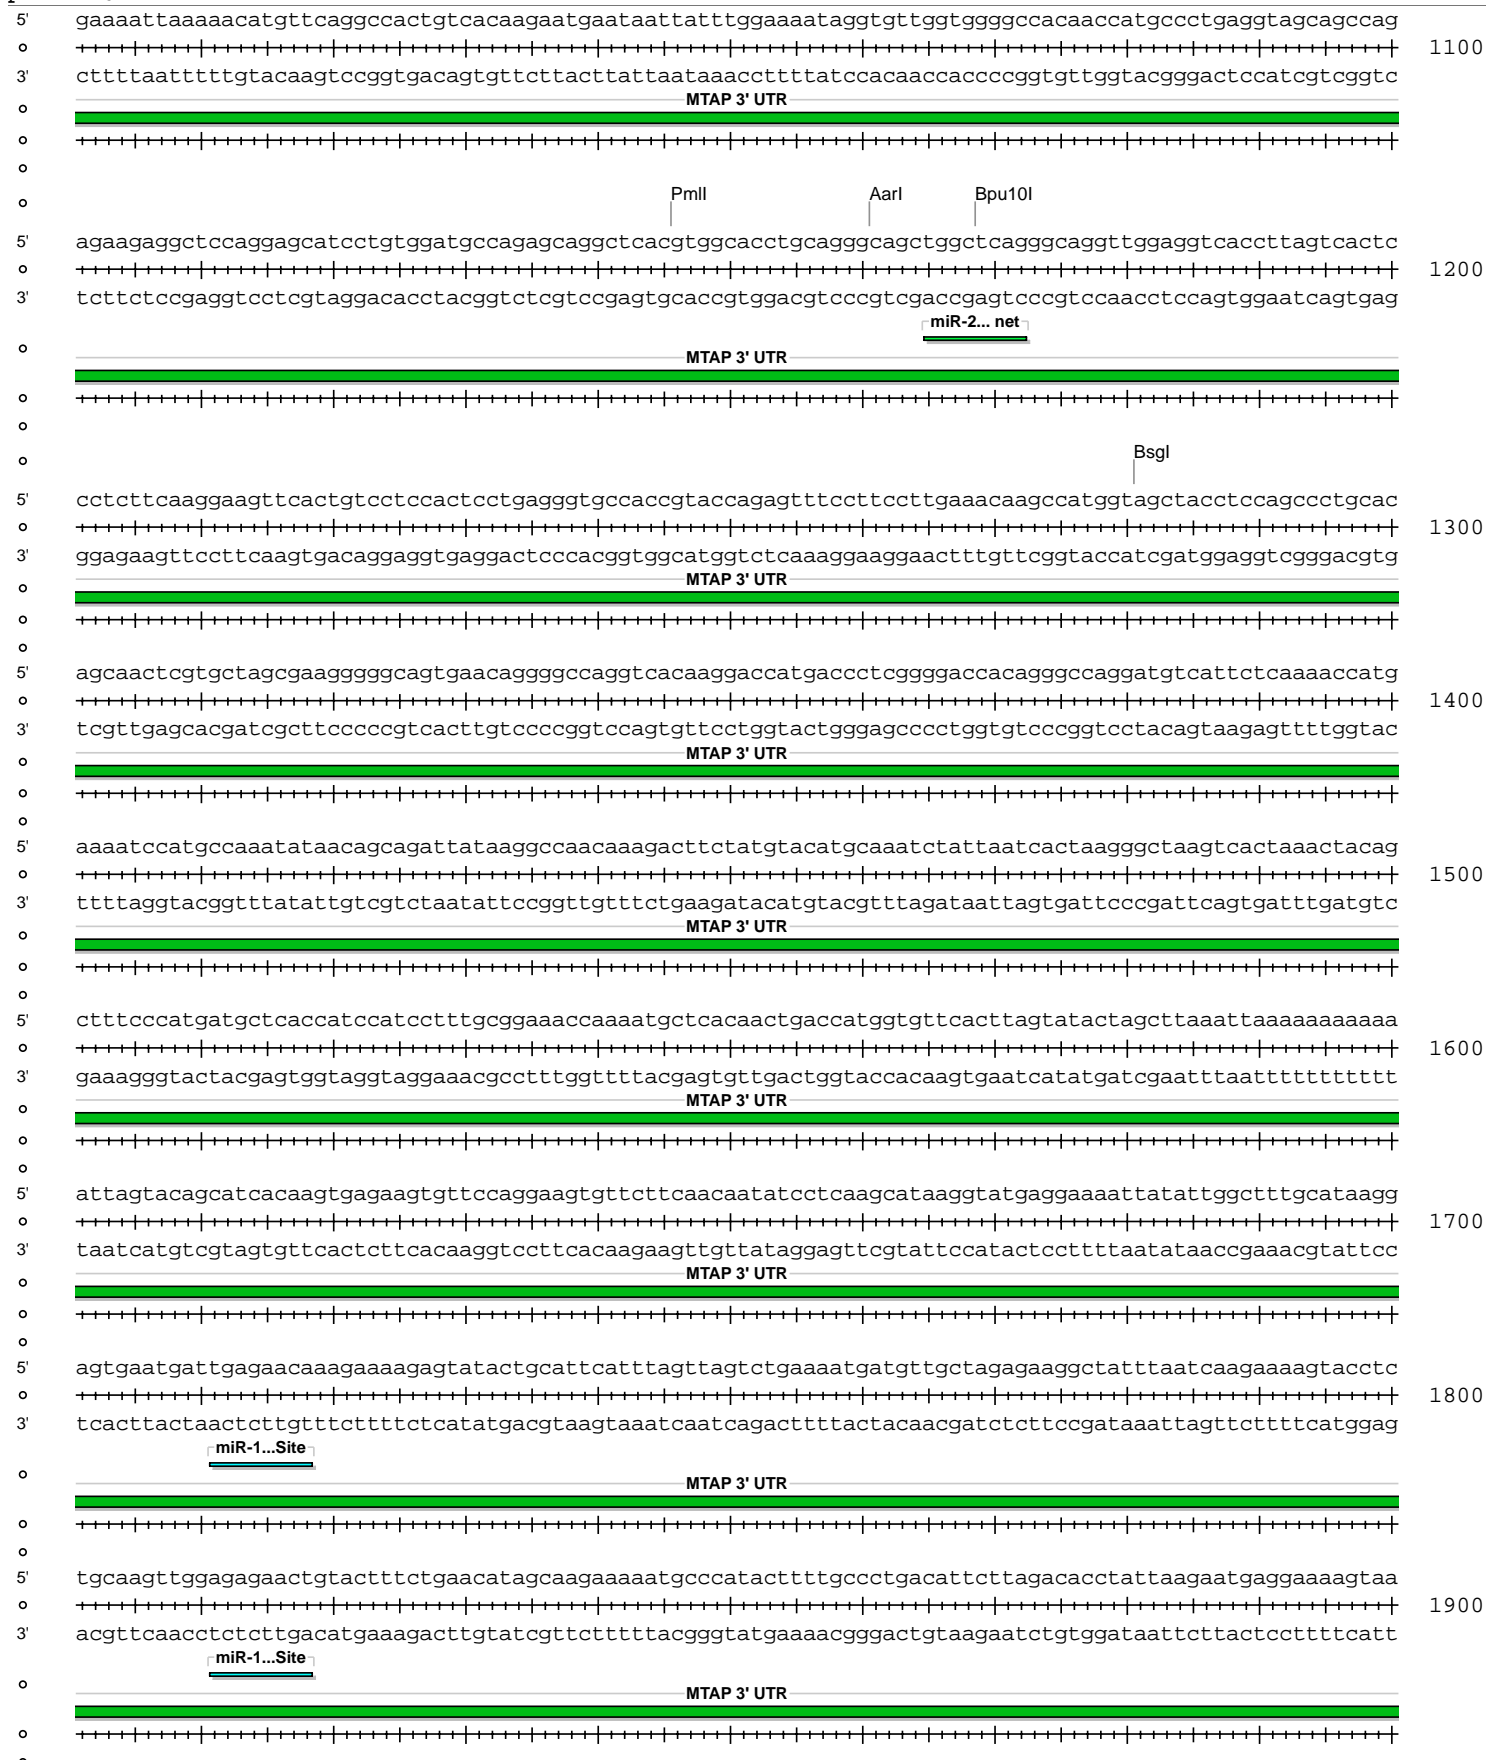 5' gaaaattaaaaacatgttcaggccactgtcacaagaatgaataattatttggaaaataggtgttggtggggccacaaccatgccctgaggtagcagccag
1100
3' cttttaatttttgtacaagtccggtgacagtgttcttacttattaataaaccttttatccacaaccaccccggtgttggtacgggactccatcgtcggtc
MTAP 3' UTR
PmlI AarI Bpu10I
5' agaagaggctccaggagcatcctgtggatgccagagcaggctcacgtggcacctgcagggcagctggctcagggcaggttggaggtcaccttagtcactc
1200
3' tcttctccgaggtcctcgtaggacacctacggtctcgtccgagtgcaccgtggacgtcccgtcgaccgagtcccgtccaacctccagtggaatcagtgag
miR-2... net
MTAP 3' UTR
BsgI
5' cctcttcaaggaagttcactgtcctccactcctgagggtgccaccgtaccagagtttccttccttgaaacaagccatggtagctacctccagccctgcac
1300
3' ggagaagttccttcaagtgacaggaggtgaggactcccacggtggcatggtctcaaaggaaggaactttgttcggtaccatcgatggaggtcgggacgtg
MTAP 3' UTR
5' agcaactcgtgctagcgaagggggcagtgaacaggggccaggtcacaaggaccatgaccctcggggaccacagggccaggatgtcattctcaaaaccatg
1400
3' tcgttgagcacgatcgcttcccccgtcacttgtccccggtccagtgttcctggtactgggagcccctggtgtcccggtcctacagtaagagttttggtac
MTAP 3' UTR
5' aaaatccatgccaaatataacagcagattataaggccaacaaagacttctatgtacatgcaaatctattaatcactaagggctaagtcactaaactacag
1500
3' ttttaggtacggtttatattgtcgtctaatattccggttgtttctgaagatacatgtacgtttagataattagtgattcccgattcagtgatttgatgtc
MTAP 3' UTR
5' ctttcccatgatgctcaccatccatcctttgcggaaaccaaaatgctcacaactgaccatggtgttcacttagtatactagcttaaattaaaaaaaaaaa
1600
3' gaaagggtactacgagtggtaggtaggaaacgcctttggttttacgagtgttgactggtaccacaagtgaatcatatgatcgaatttaattttttttttt
MTAP 3' UTR
5' attagtacagcatcacaagtgagaagtgttccaggaagtgttcttcaacaatatcctcaagcataaggtatgaggaaaattatattggctttgcataagg
1700
3' taatcatgtcgtagtgttcactcttcacaaggtccttcacaagaagttgttataggagttcgtattccatactccttttaatataaccgaaacgtattcc
MTAP 3' UTR
5' agtgaatgattgagaacaaagaaaagagtatactgcattcatttagttagtctgaaaatgatgttgctagagaaggctatttaatcaagaaaagtacctc
1800
3' tcacttactaactcttgtttcttttctcatatgacgtaagtaaatcaatcagacttttactacaacgatctcttccgataaattagttcttttcatggag
miR-1...Site
MTAP 3' UTR
5' tgcaagttggagagaactgtactttctgaacatagcaagaaaaatgcccatacttttgccctgacattcttagacacctattaagaatgaggaaaagtaa
1900
3' acgttcaacctctcttgacatgaaagacttgtatcgttctttttacgggtatgaaaacgggactgtaagaatctgtggataattcttactccttttcatt
miR-1...Site
MTAP 3' UTR